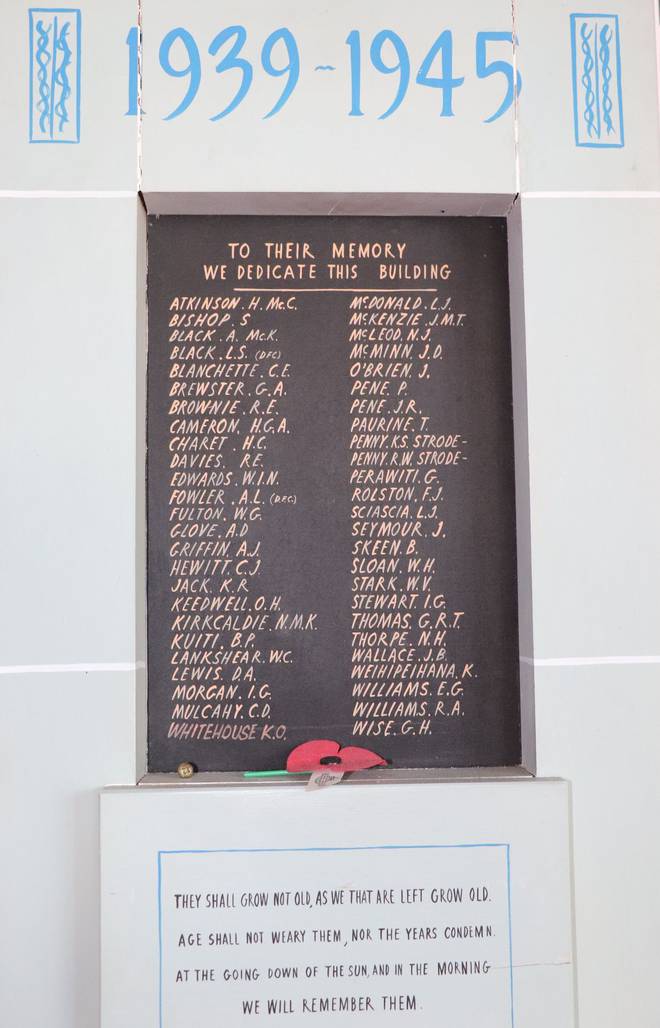 1939~1945
TO THEIR MEMORY
WE DEDICATE THIS BUILDING
ATKINSON. H. McC.
BISHOP. S
BLACK. A. McK.
BLACK. L.S. (DFC)
BLANCHETTE. C.E.
BREWSTER. G.A.
BROWNIE. R.E.
CAMERON. H.G.A.
CHARET. H.C.
DAVIES. R.E.
EDWARDS. W.I.N.
FOWLER. A.L.
FULTON. W.G.
GLOVE. A.D
GRIFFIN. A.J.
HEWITT. C.J.
JACK. K.R
KEEDWELL. O.H.
KIRKCALDIE. N.M.K.
KUITI. B.P.
LANKSHEAR. W.C.
LEWIS. D.A.
MORGAN. I.G.
MULCAHY. C.D.
WHITEHOUSE K.O.
McDONALD. L.J.
McKENZIE. J.M.T.
McLEOD. N.J.
McMINN. J.D.
O'BRIEN. J.
PENE. P.
PENE. J.R.
PAURINE. T.
PENNY. K.S. STRODE-
PENNY. R.W. STRODE-
PERAWITI. G.
ROLSTON. F.J.
SCIASCIA. L.J.
SEYMOUR. J.
SKEEN. B.
SLOAN. W.H.
STARK. W.V.
STEWART. I.G.
THOMAS. G.R.T.
THORPE. N.H.
WALLACE. J.B.
WEIHIPEIHANA. K.
WILLIAMS. E.G.
WILLIAMS. R.A.
WISE. G.H.
THEY SHALL GROW NOT OLD, AS WE THAT ARE LEFT GROW OLD.
AGE SHALL NOT WEARY THEM, NOR THE YEARS CONDEMN.
AT THE GOING DOWN OF THE SUN, AND IN THE MORNING
WE WILL REMEMBER THEM.